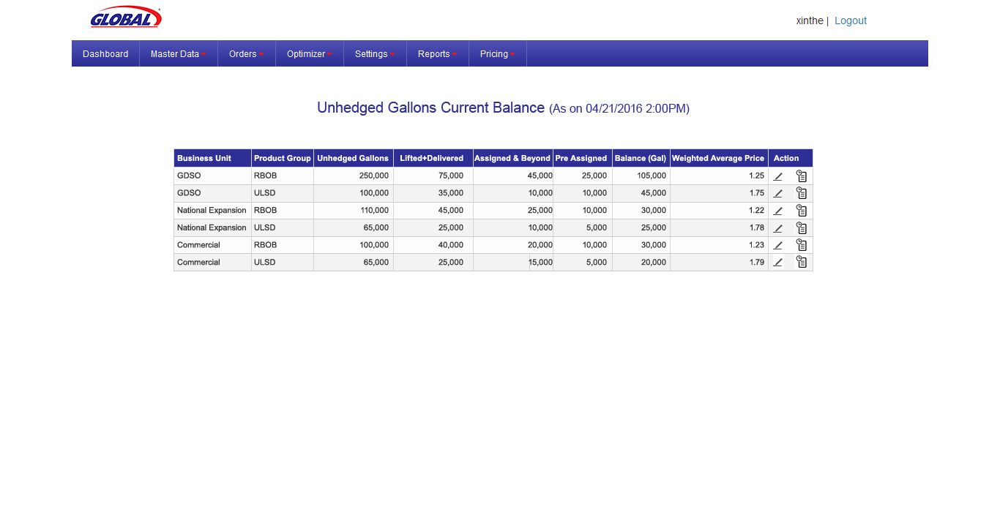 GLOBAL
xinthe | Logout
Dashboard Master Data Orders Optimizer Settings Reports Pricing
Unhedged Gallons Current Balance (As on 04/21/2016 2:00PM)
Business Unit Product Group Unhedged Gallons Lifted+Delivered Assigned & Beyond Pre Assigned Balance (Gal) Weighted Average Price Action
GDSO RBOB 250,000 75,000 45,000 25,000 105,000 1.25
GDSO ULSD 100,000 35,000 10,000 10,000 45,000 1.75
National Expansion RBOB 110,000 45,000 25,000 10,000 30,000 1.22
National Expansion ULSD 65,000 25,000 10,000 5,000 25,000 1.78
Commercial RBOB 100,000 40,000 20,000 10,000 30,000 1.23
Commercial ULSD 65,000 25,000 15,000 5,000 20,000 1.79